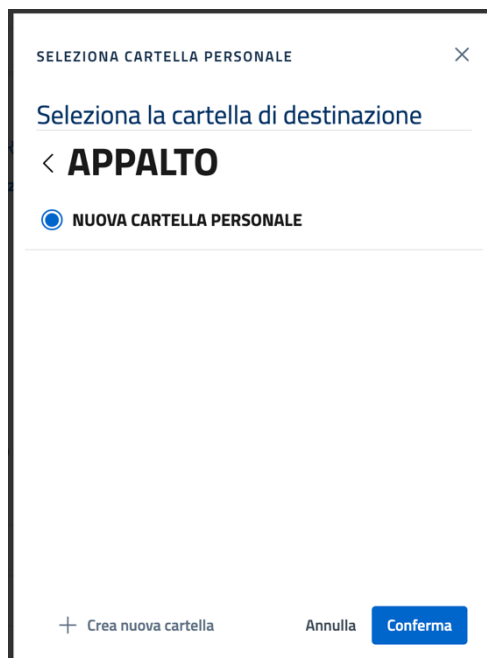 SELEZIONA CARTELLA PERSONALE
Seleziona la cartella di destinazione
APPALTO
NUOVA CARTELLA PERSONALE
Crea nuova cartella Annulla Conferma